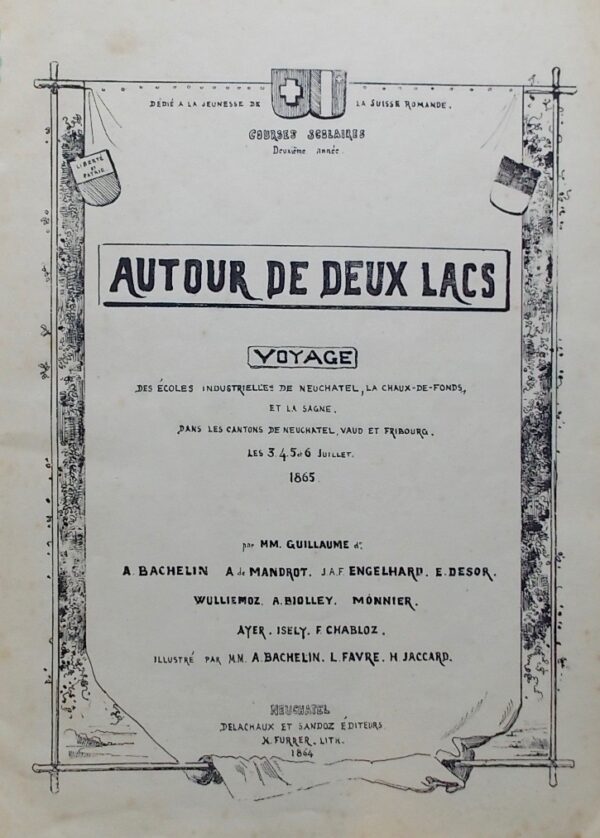 DÉDIÉ A LA JEUNESSE DE LA SUISSE ROMANDE.
COURSES SCOLAIRES
Deuxième année.
LIBERTÉ
ET
PATRIE
AUTOUR DE DEUX LACS
VOYAGE
DES ÉCOLES INDUSTRIELLES DE NEUCHATEL, LA CHAUX-DE-FONDS,
ET LA SAGNE.
DANS LES CANTONS DE NEUCHATEL, VAUD ET FRIBOURG.
LES 3.4.5 et 6 JUILLET.
1865.
par MM. GUILLAUME dr.
A. BACHELIN A. de MANDROT. J.A.F. ENGELHARD. E. DESOR.
WULLIEMOZ. A. BIOLLEY. MONNIER.
AYER. ISELY. F. CHABLOZ.
ILLUSTRÉ PAR M.M. A. BACHELIN. L. FAVRE. H. JACCARD.
NEUCHATEL
DELACHAUX ET SANDOZ ÉDITEURS
H. FURRER. LITH.
1864